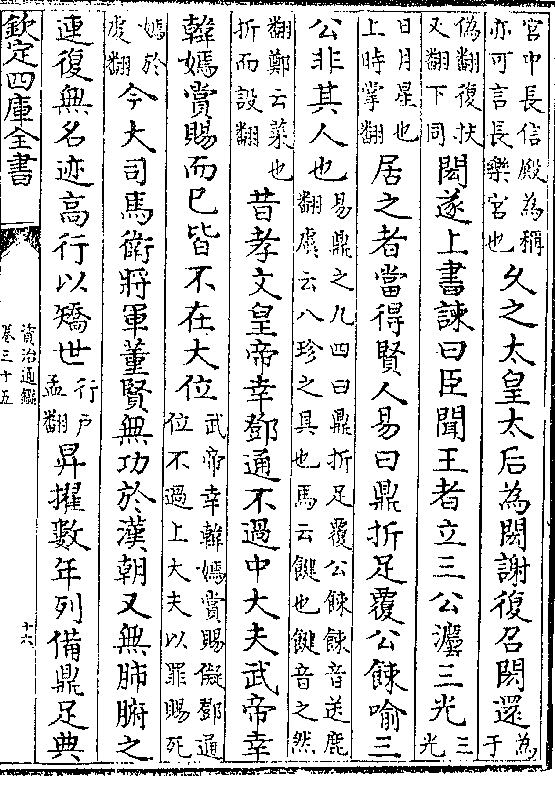 宮中長信殿為稱
亦可言長樂宮也
久之太皇太后為閎謝復召閎還
為
于
偽翻復扶
又翻下同
閎遂上書諫曰臣聞王者立三公灋三光
三
光
日月星也
上時掌翻
居之者當得賢人易曰鼎折足覆公餗喻三
公非其人也
易鼎之九四曰鼎折足覆公餗餗音送鹿
翻虞云八珍之具也馬云饘也饘音之然
翻鄭云菜也
折而設翻
昔孝文皇帝幸鄧通不過中大夫武帝幸
韓嫣賞賜而已皆不在大位
武帝幸韓嫣賞賜儗鄧通
位不過上大夫以罪賜死
嫣於
虔翻
今大司馬衛將軍董賢無功於漢朝又無肺腑之
連復無名迹高行以矯世
行户
孟翻
昇擢數年列備鼎足典
欽定四庫全書
資治通鑑
卷三十五
十六